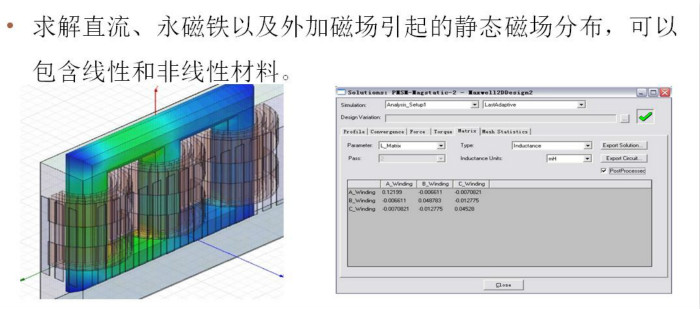 • 求解直流、永磁铁以及外加磁场引起的静态磁场分布，可以
包含线性和非线性材料。
Solutions: PMSM-Magstatic-2 - Maxwell2DDesign2
Simulation: Analysis_Setup1 LastAdaptive
Design Variation:
Profile Convergence Force Torque Matrix Mesh Statistics
Parameter: L_Matrix Type: Inductance Export Solution...
Pass: Inductance Units: mH Export Circuit...
PostProcessed
A_Winding B_Winding C_Winding
A_Winding 0.12199 -0.006611 -0.0070821
B_Winding -0.006611 0.049783 -0.012775
C_Winding -0.0070821 -0.012775 0.04528
Close